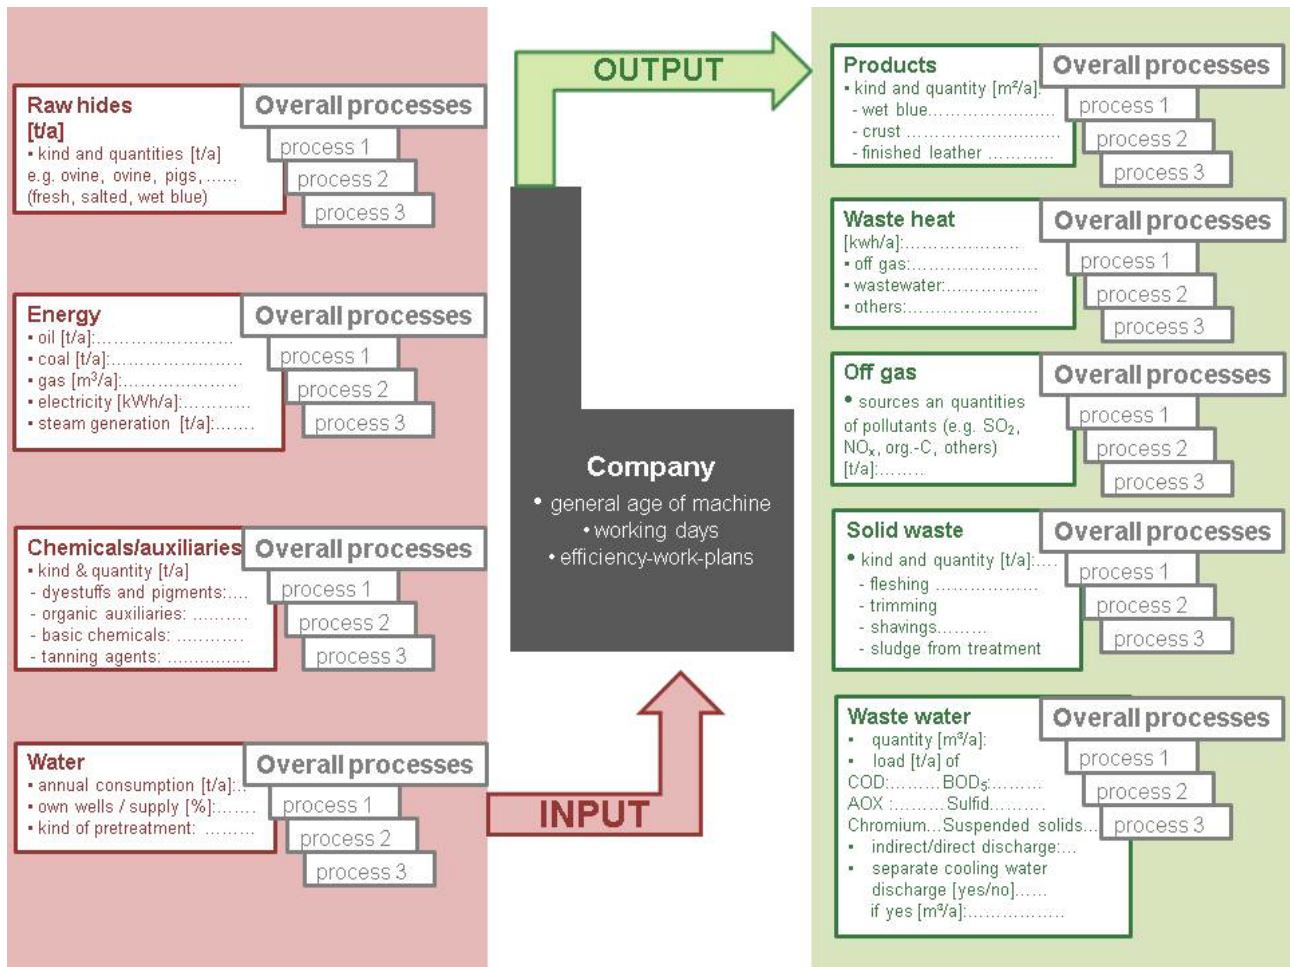 Raw hides
[t/a]
▪ kind and quantities [t/a]
e.g. ovine, ovine, pigs, ......
(fresh, salted, wet blue)
Overall processes
process 1
process 2
process 3
Energy
▪ oil [t/a]:........................
▪ coal [t/a]:.......................
▪ gas [m³/a]:.....................
▪ electricity [kWh/a]:............
▪ steam generation [t/a]:.......
Overall processes
process 1
process 2
process 3
Chemicals/auxiliaries
▪ kind & quantity [t/a]
- dyestuffs and pigments:....
- organic auxiliaries: ..........
- basic chemicals: ............
- tanning agents: ................
Overall processes
process 1
process 2
process 3
Water
▪ annual consumption [t/a]:..
▪ own wells / supply [%]:.......
▪ kind of pretreatment: .........
Overall processes
process 1
process 2
process 3
OUTPUT
Company
• general age of machine
• working days
• efficiency-work-plans
INPUT
Products
▪ kind and quantity [m²/a]:
- wet blue.......................
- crust ............................
- finished leather ............
Overall processes
process 1
process 2
process 3
Waste heat
[kwh/a]:.....................
▪ off gas:.......................
▪ wastewater:.................
▪ others:........................
Overall processes
process 1
process 2
process 3
Off gas
• sources an quantities
of pollutants (e.g. SO₂,
NOₓ, org.-C, others)
[t/a]:........
Overall processes
process 1
process 2
process 3
Solid waste
• kind and quantity [t/a]:....
- fleshing ...................
- trimming
- shavings.........
- sludge from treatment
Overall processes
process 1
process 2
process 3
Waste water
▪ quantity [m³/a]:
▪ load [t/a] of
COD:.........BOD₅:.........
AOX :.........Sulfid..........
Chromium...Suspended solids...
▪ indirect/direct discharge:...
▪ separate cooling water
discharge [yes/no]......
if yes [m³/a]:..................
Overall processes
process 1
process 2
process 3